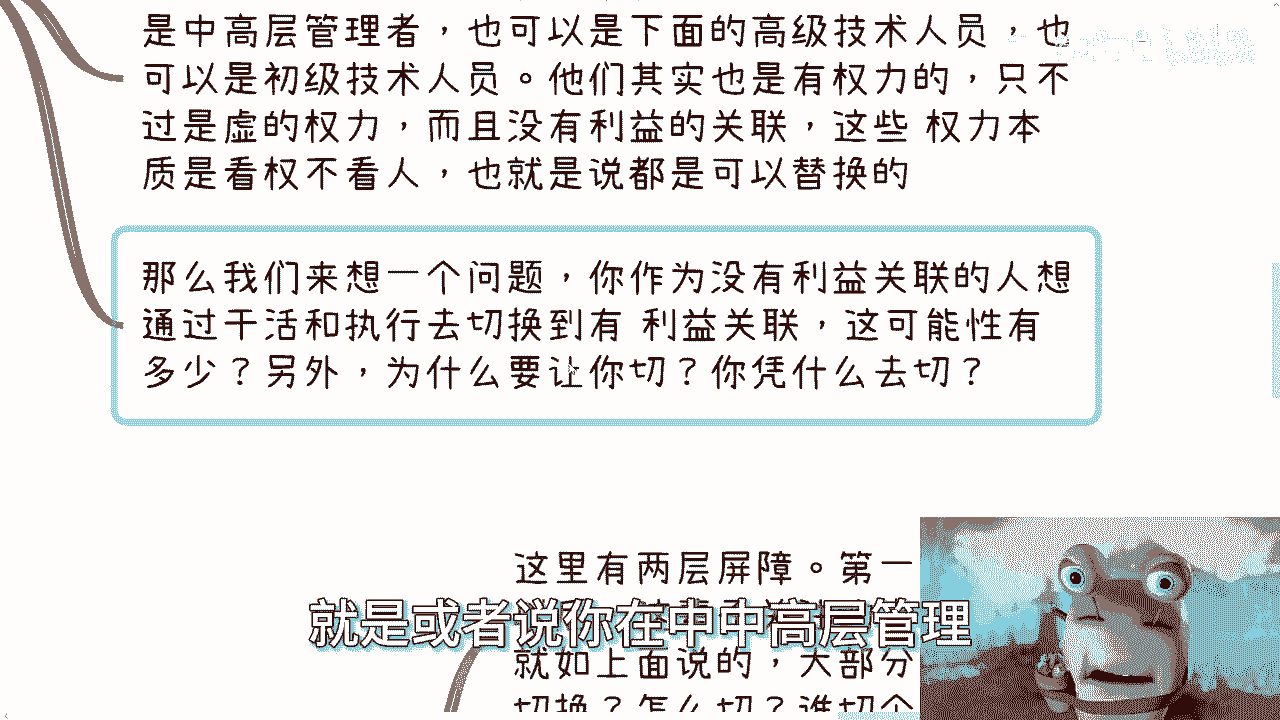 是中高层管理者，也可以是下面的高级技术人员，也
可以是初级技术人员。他们其实也是有权力的，只不
过是虚的权力，而且没有利益的关联，这些 权力本
质是看权不看人，也就是说都是可以替换的
那么我们来想一个问题，你作为没有利益关联的人想
通过干活和执行去切换到有 利益关联，这可能性有
多少？另外，为什么要让你切？你凭什么去切？
这里有两层屏障。第一
就是或者说你在中中高层管理
就如上面说的，大部分
切换？怎么切？谁切个